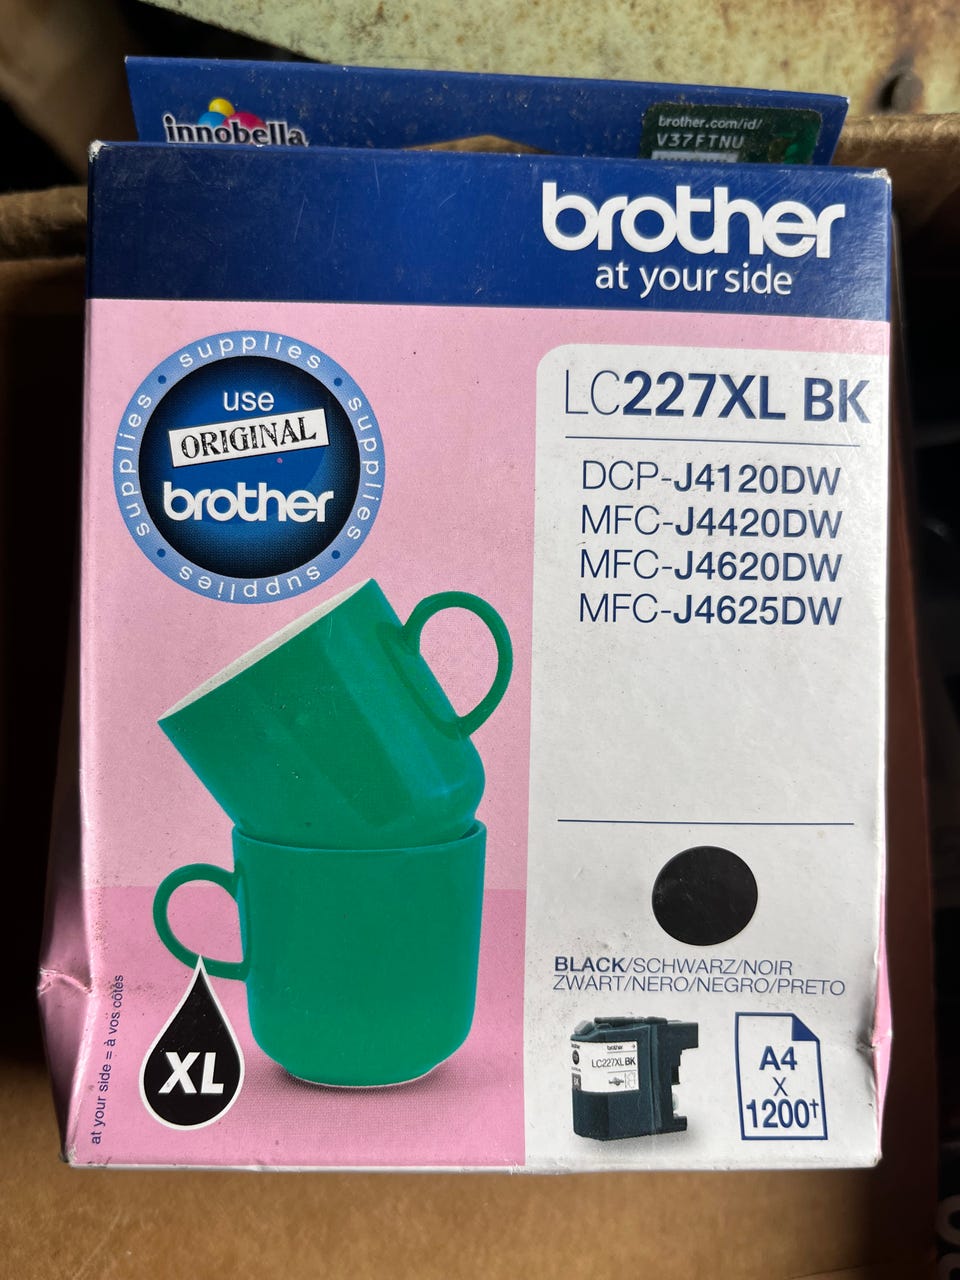 innobella
brother.com/id/
V37FTNU
brother
at your side
supplies supplies supplies supplies
use
ORIGINAL
brother
LC227XL BK
DCP-J4120DW
MFC-J4420DW
MFC-J4620DW
MFC-J4625DW
BLACK/SCHWARZ/NOIR
ZWART/NERO/NEGRO/PRETO
brother
LC227XLBK
BK
A4
X
1200†
XL
at your side = à vos côtés